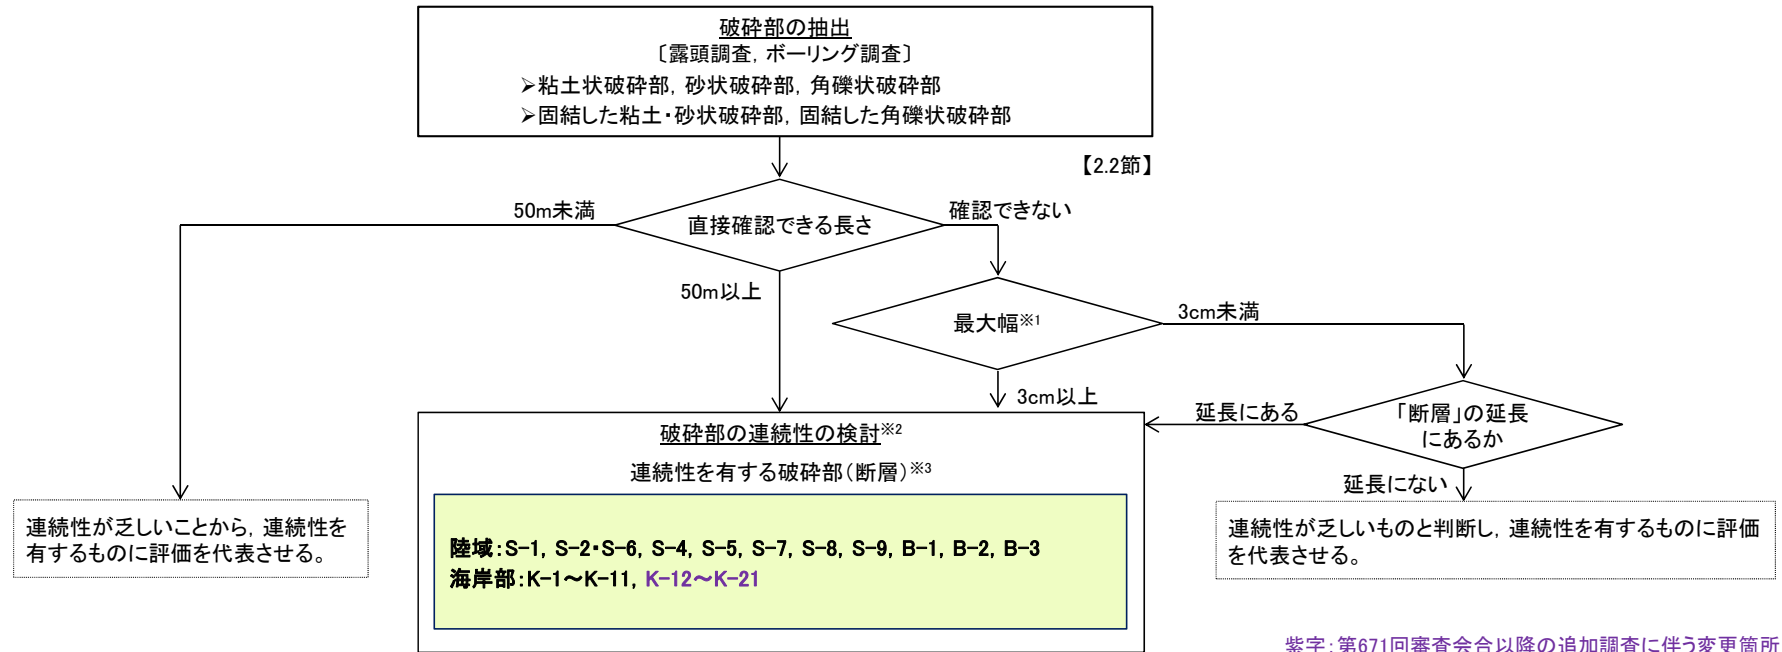 破砕部の抽出
〔露頭調査, ボーリング調査〕
➢粘土状破砕部, 砂状破砕部, 角礫状破砕部
➢固結した粘土・砂状破砕部, 固結した角礫状破砕部
【2.2節】
50m未満
直接確認できる長さ
確認できない
50m以上
最大幅※1
3cm未満
3cm以上
延長にある
「断層」の延長
にあるか
延長にない
破砕部の連続性の検討※2
連続性を有する破砕部(断層)※3
陸域:S-1, S-2・S-6, S-4, S-5, S-7, S-8, S-9, B-1, B-2, B-3
海岸部:K-1~K-11, K-12~K-21
連続性が乏しいことから, 連続性を
有するものに評価を代表させる。
連続性が乏しいものと判断し, 連続性を有するものに評価
を代表させる。
紫字:第671回審査会合以降の追加調査に伴う変更箇所